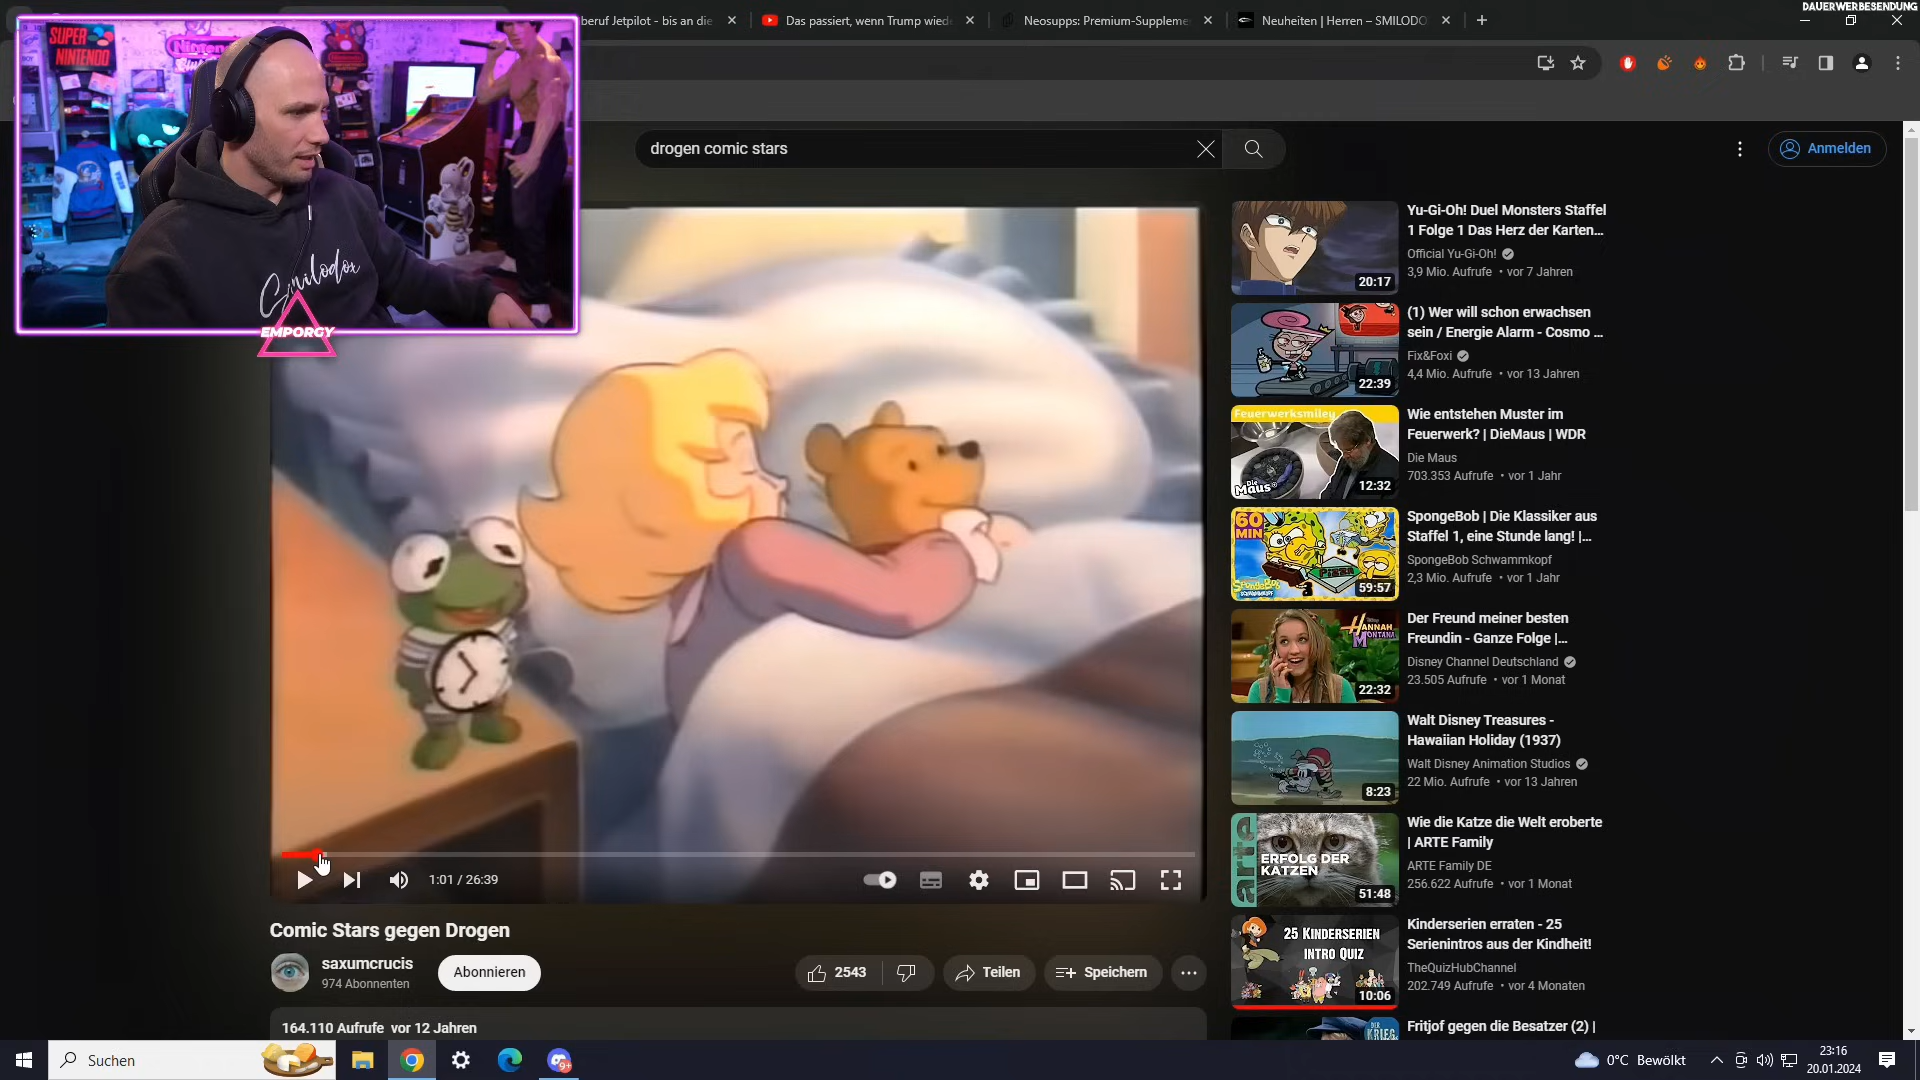 DAUERWERBESENDUNG
beruf Jetpilot - bis an die
Das passiert, wenn Trump wied
Neosupps: Premium-Suppleme
Neuheiten | Herren – SMILODO
SUPER
NINTENDO
Smilodox
EMPORGY
drogen comic stars
Anmelden
Yu-Gi-Oh! Duel Monsters Staffel
1 Folge 1 Das Herz der Karten...
Official Yu-Gi-Oh!
3,9 Mio. Aufrufe • vor 7 Jahren
20:17
(1) Wer will schon erwachsen
sein / Energie Alarm - Cosmo ...
Fix&Foxi
4,4 Mio. Aufrufe • vor 13 Jahren
22:39
Feuerwerksmiley
Die Maus
12:32
Wie entstehen Muster im
Feuerwerk? | DieMaus | WDR
Die Maus
703.353 Aufrufe • vor 1 Jahr
60
MIN
59:57
SpongeBob | Die Klassiker aus
Staffel 1, eine Stunde lang! |...
SpongeBob Schwammkopf
2,3 Mio. Aufrufe • vor 1 Jahr
HANNAH
MONTANA
22:32
Der Freund meiner besten
Freundin - Ganze Folge |...
Disney Channel Deutschland
23.505 Aufrufe • vor 1 Monat
8:23
Walt Disney Treasures -
Hawaiian Holiday (1937)
Walt Disney Animation Studios
22 Mio. Aufrufe • vor 13 Jahren
arte
ERFOLG DER
KATZEN
51:48
Wie die Katze die Welt eroberte
| ARTE Family
ARTE Family DE
256.622 Aufrufe • vor 1 Monat
25 KINDERSERIEN
INTRO QUIZ
10:06
Kinderserien erraten - 25
Serienintros aus der Kindheit!
TheQuizHubChannel
202.749 Aufrufe • vor 4 Monaten
DER
KRIEG
Fritjof gegen die Besatzer (2) |
1:01 / 26:39
Comic Stars gegen Drogen
saxumcrucis
974 Abonnenten
Abonnieren
2543
Teilen
Speichern
164.110 Aufrufe vor 12 Jahren
Suchen
9+
0°C Bewölkt
23:16
20.01.2024